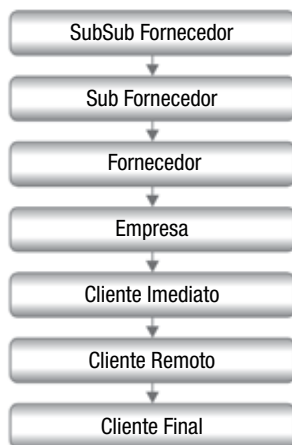 SubSub Fornecedor
Sub Fornecedor
Fornecedor
Empresa
Cliente Imediato
Cliente Remoto
Cliente Final